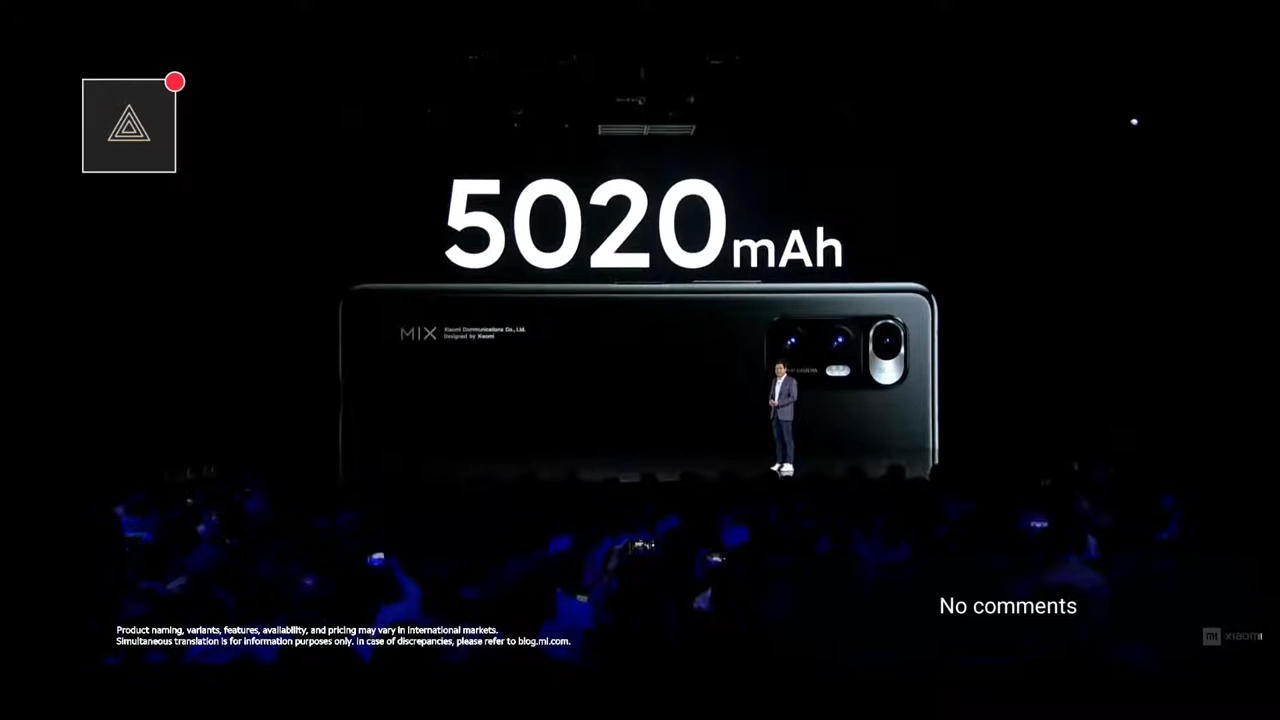 5020mAh
MIX Xiaomi Communications Co., Ltd.
Designed by Xiaomi
No comments
Product naming, variants, features, availability, and pricing may vary in international markets.
Simultaneous translation is for information purposes only. In case of discrepancies, please refer to blog.mi.com.
mi xiaomi